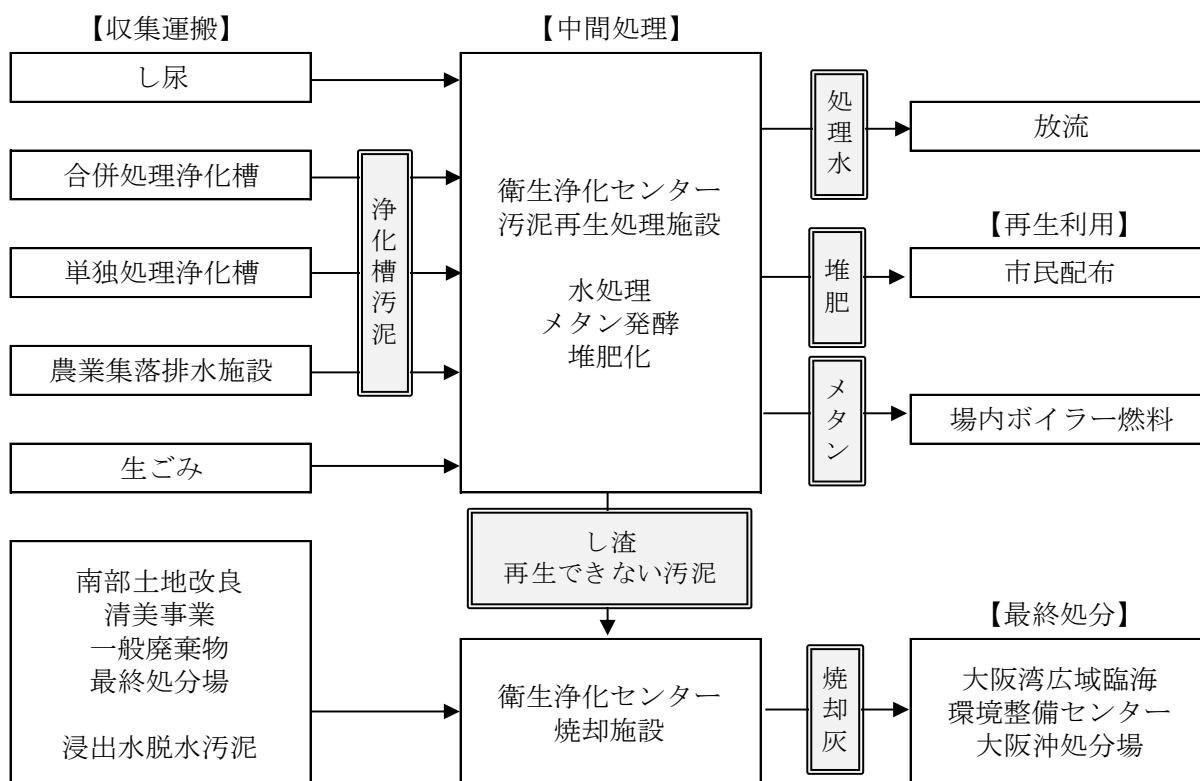 【収集運搬】
【中間処理】
し尿
合併処理浄化槽
単独処理浄化槽
農業集落排水施設
生ごみ
浄化槽汚泥
衛生浄化センター
汚泥再生処理施設
水処理
メタン発酵
堆肥化
処理水
放流
【再生利用】
堆肥
市民配布
メタン
場内ボイラー燃料
し渣
再生できない汚泥
南部土地改良
清美事業
一般廃棄物
最終処分場
浸出水脱水汚泥
衛生浄化センター
焼却施設
焼却灰
【最終処分】
大阪湾広域臨海
環境整備センター
大阪沖処分場